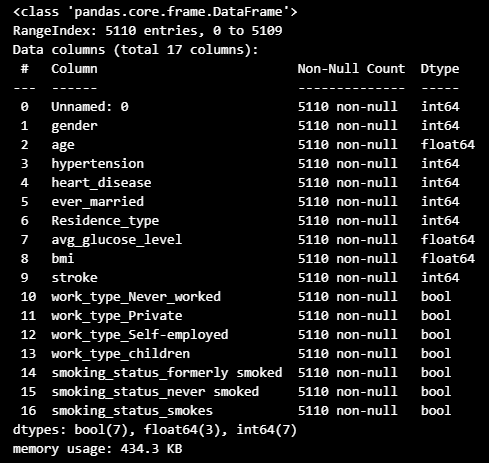 <class 'pandas.core.frame.DataFrame'>
RangeIndex: 5110 entries, 0 to 5109
Data columns (total 17 columns):
 #   Column                          Non-Null Count  Dtype
---  ------                          --------------  -----
 0   Unnamed: 0                      5110 non-null   int64
 1   gender                          5110 non-null   int64
 2   age                             5110 non-null   float64
 3   hypertension                    5110 non-null   int64
 4   heart_disease                   5110 non-null   int64
 5   ever_married                    5110 non-null   int64
 6   Residence_type                  5110 non-null   int64
 7   avg_glucose_level               5110 non-null   float64
 8   bmi                             5110 non-null   float64
 9   stroke                          5110 non-null   int64
 10  work_type_Never_worked          5110 non-null   bool
 11  work_type_Private               5110 non-null   bool
 12  work_type_Self-employed         5110 non-null   bool
 13  work_type_children              5110 non-null   bool
 14  smoking_status_formerly smoked  5110 non-null   bool
 15  smoking_status_never smoked     5110 non-null   bool
 16  smoking_status_smokes           5110 non-null   bool
dtypes: bool(7), float64(3), int64(7)
memory usage: 434.3 KB